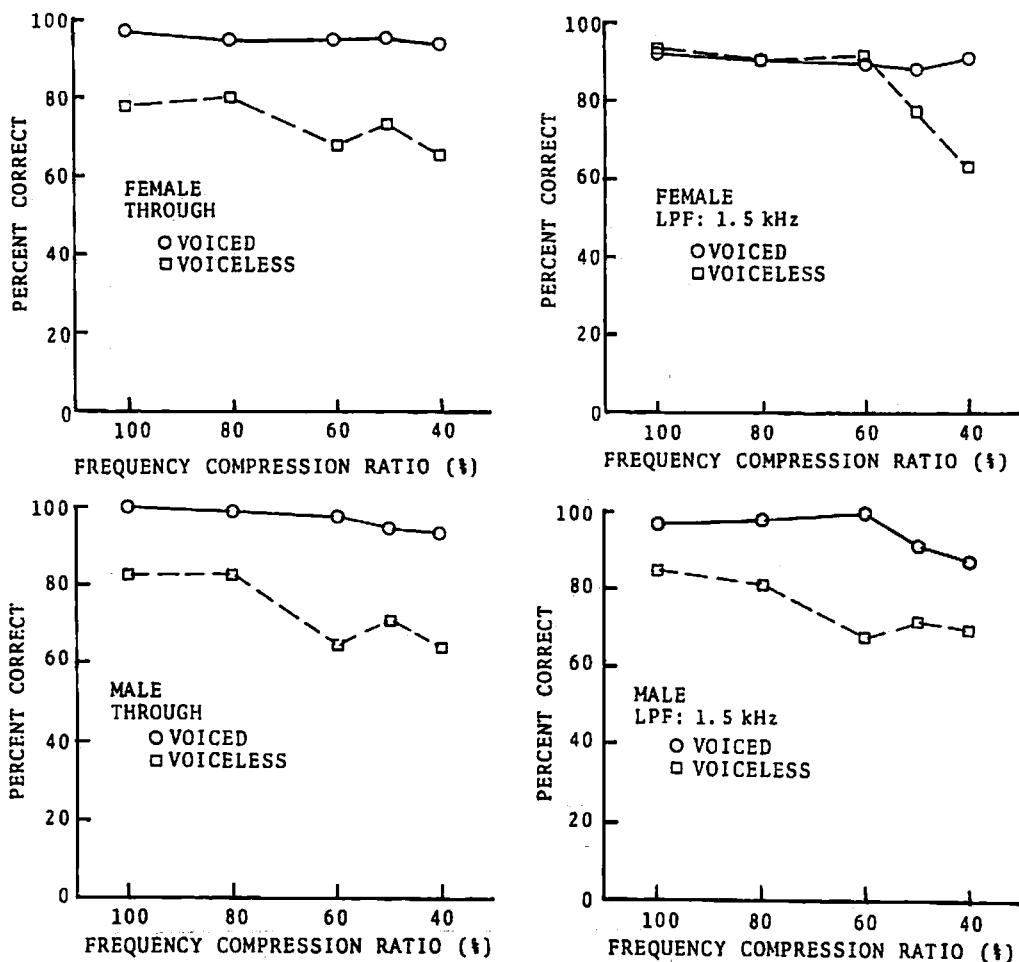 100
80
60
40
20
0
PERCENT CORRECT
FEMALE
THROUGH
VOICED
VOICELESS
100 80 60 40
FREQUENCY COMPRESSION RATIO (%)
100
80
60
40
20
0
PERCENT CORRECT
FEMALE
LPF: 1.5 kHz
VOICED
VOICELESS
100 80 60 40
FREQUENCY COMPRESSION RATIO (%)
100
80
60
40
20
0
PERCENT CORRECT
MALE
THROUGH
VOICED
VOICELESS
100 80 60 40
FREQUENCY COMPRESSION RATIO (%)
100
80
60
40
20
0
PERCENT CORRECT
MALE
LPF: 1.5 kHz
VOICED
VOICELESS
100 80 60 40
FREQUENCY COMPRESSION RATIO (%)